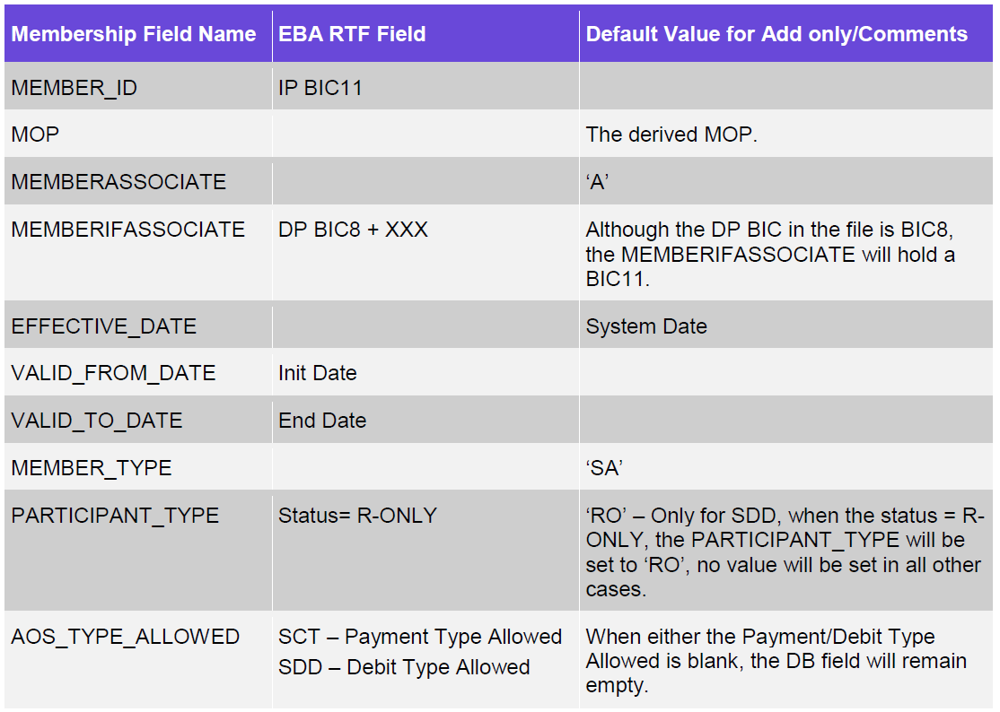 Membership Field Name EBA RTF Field Default Value for Add only/Comments
MEMBER_ID IP BIC11
MOP The derived MOP.
MEMBERASSOCIATE ‘A’
MEMBERIFASSOCIATE DP BIC8 + XXX Although the DP BIC in the file is BIC8,
the MEMBERIFASSOCIATE will hold a
BIC11.
EFFECTIVE_DATE System Date
VALID_FROM_DATE Init Date
VALID_TO_DATE End Date
MEMBER_TYPE ‘SA’
PARTICIPANT_TYPE Status= R-ONLY ‘RO’ – Only for SDD, when the status = R-
ONLY, the PARTICIPANT_TYPE will be
set to ‘RO’, no value will be set in all other
cases.
AOS_TYPE_ALLOWED SCT – Payment Type Allowed When either the Payment/Debit Type
SDD – Debit Type Allowed Allowed is blank, the DB field will remain
empty.